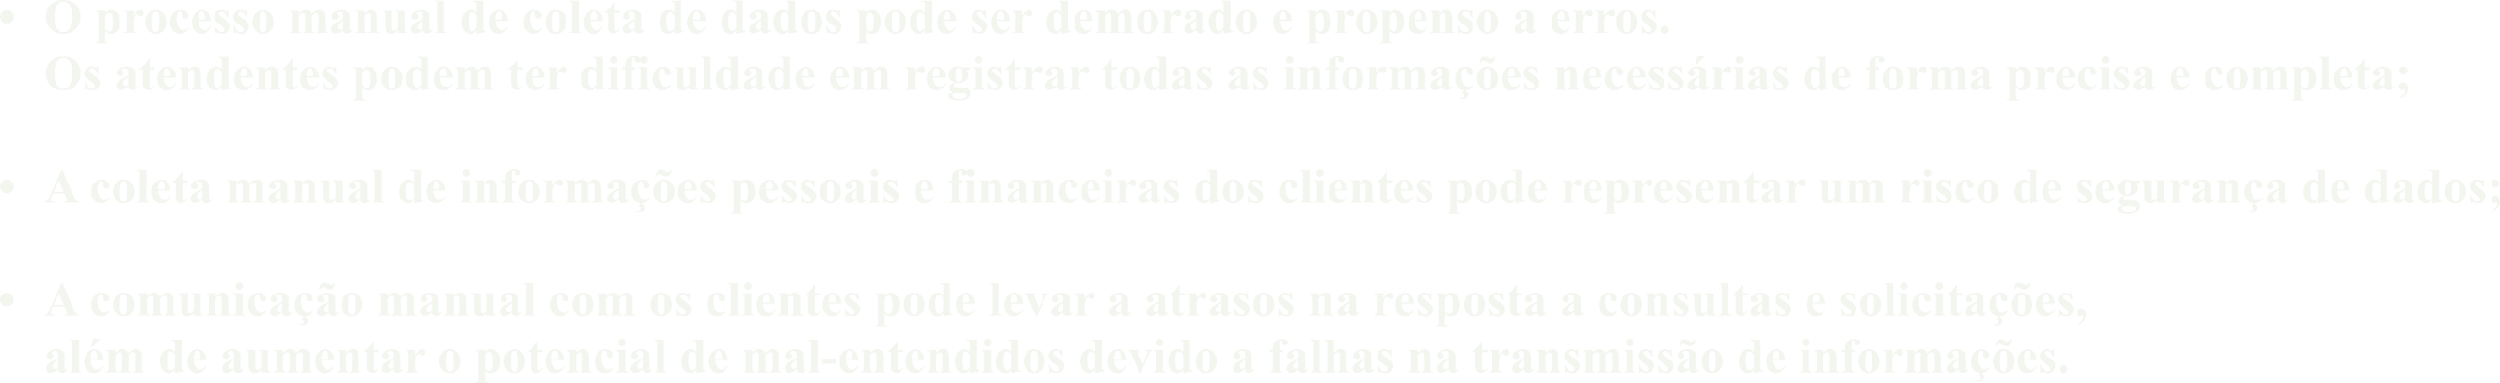 • O processo manual de coleta de dados pode ser demorado e propenso a erros.
Os atendentes podem ter dificuldade em registrar todas as informações necessárias de forma precisa e completa;
• A coleta manual de informações pessoais e financeiras dos clientes pode representar um risco de segurança de dados;
• A comunicação manual com os clientes pode levar a atrasos na resposta a consultas e solicitações,
além de aumentar o potencial de mal-entendidos devido a falhas na transmissão de informações.